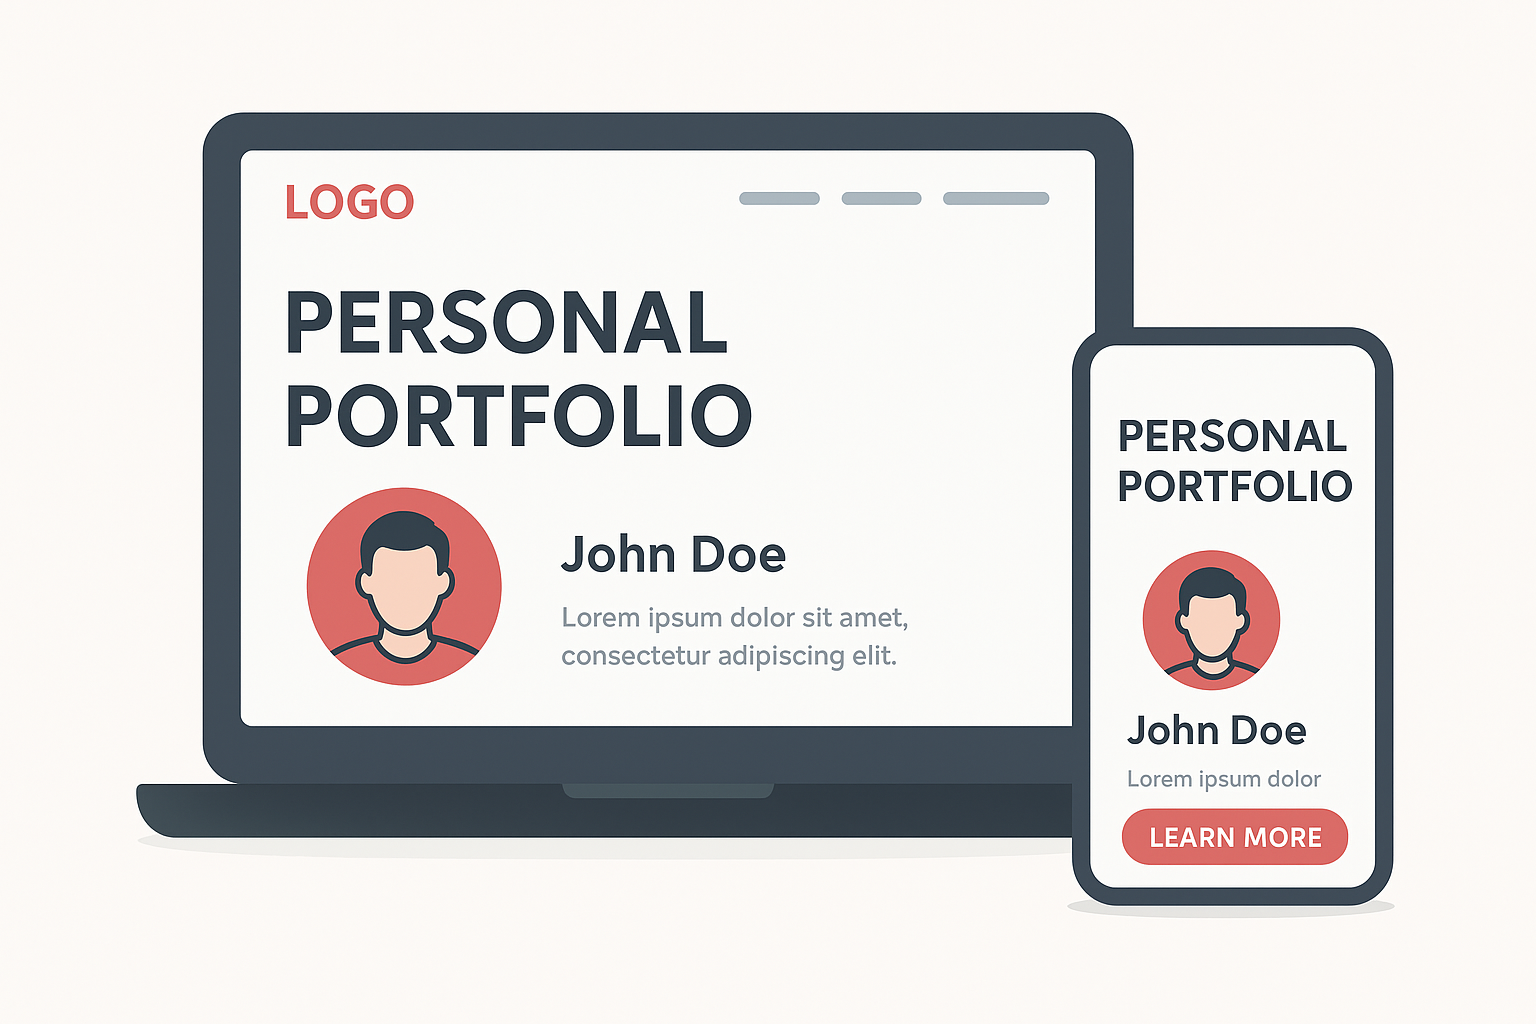 LOGO
PERSONAL
PORTFOLIO
John Doe
Lorem ipsum dolor sit amet,
consectetur adipiscing elit.
PERSONAL
PORTFOLIO
John Doe
Lorem ipsum dolor
LEARN MORE